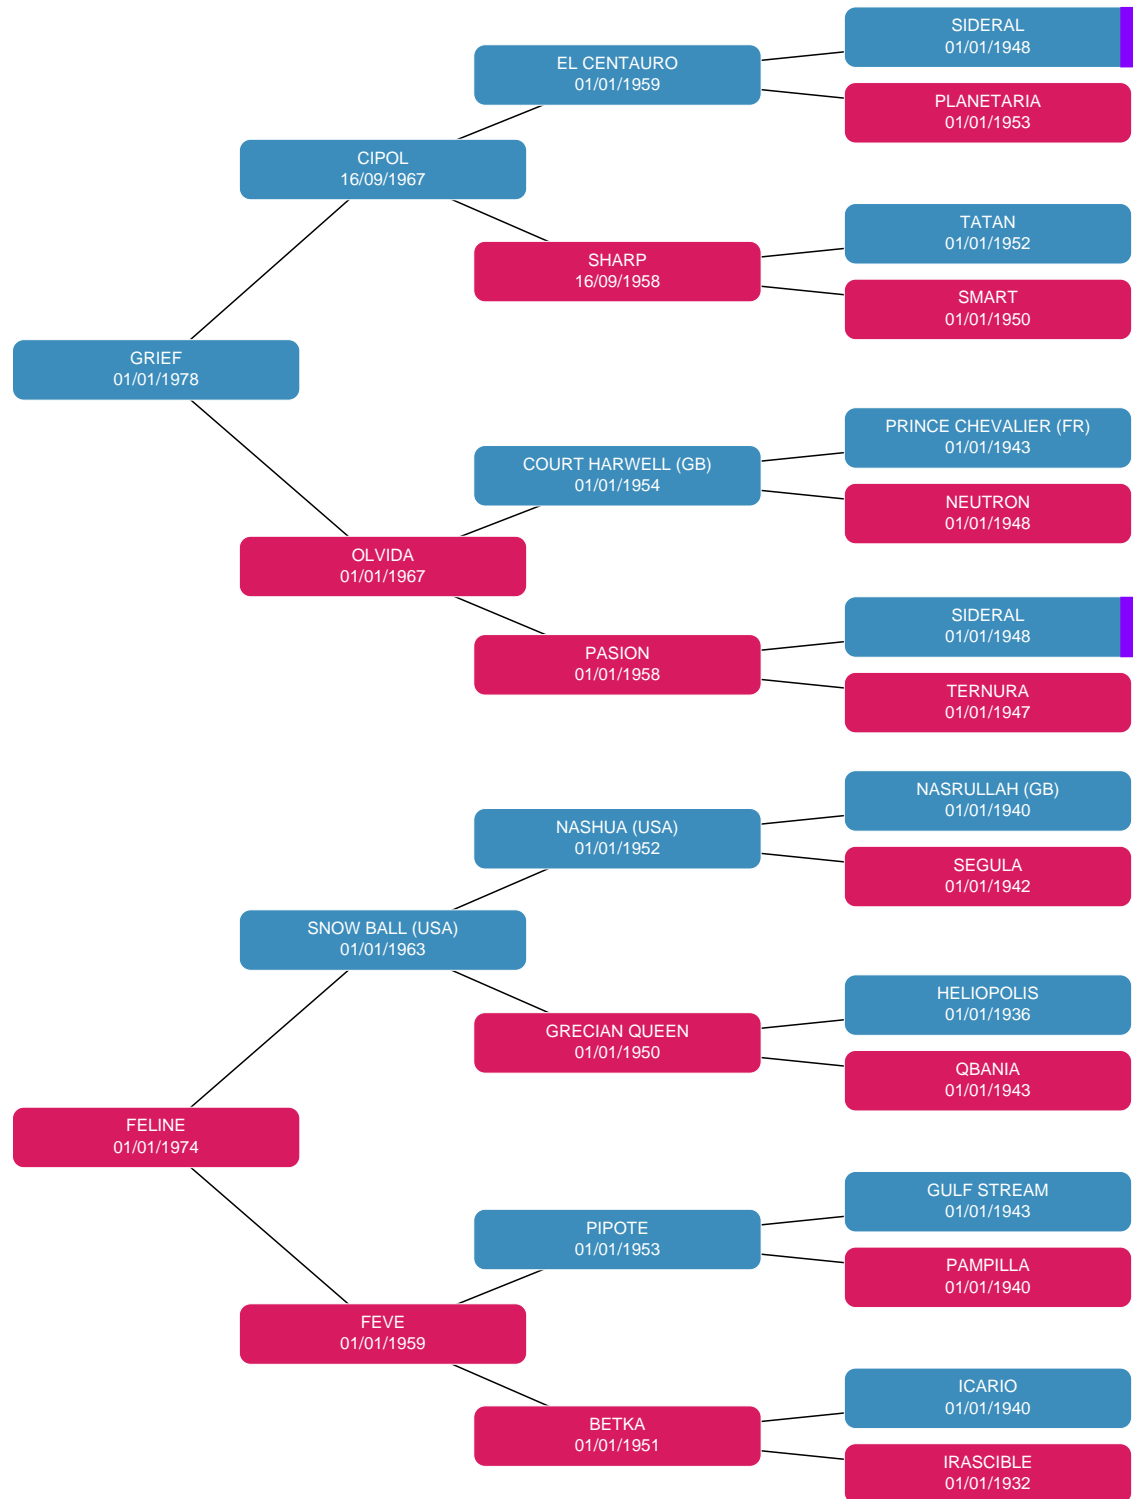 SIDERAL
01/01/1948
EL CENTAURO
01/01/1959
PLANETARIA
01/01/1953
CIPOL
16/09/1967
TATAN
01/01/1952
SHARP
16/09/1958
SMART
01/01/1950
GRIEF
01/01/1978
PRINCE CHEVALIER (FR)
01/01/1943
COURT HARWELL (GB)
01/01/1954
NEUTRON
01/01/1948
OLVIDA
01/01/1967
SIDERAL
01/01/1948
PASION
01/01/1958
TERNURA
01/01/1947
NASRULLAH (GB)
01/01/1940
NASHUA (USA)
01/01/1952
SEGULA
01/01/1942
SNOW BALL (USA)
01/01/1963
HELIOPOLIS
01/01/1936
GRECIAN QUEEN
01/01/1950
QBANIA
01/01/1943
FELINE
01/01/1974
GULF STREAM
01/01/1943
PIPOTE
01/01/1953
PAMPILLA
01/01/1940
FEVE
01/01/1959
ICARIO
01/01/1940
BETKA
01/01/1951
IRASCIBLE
01/01/1932